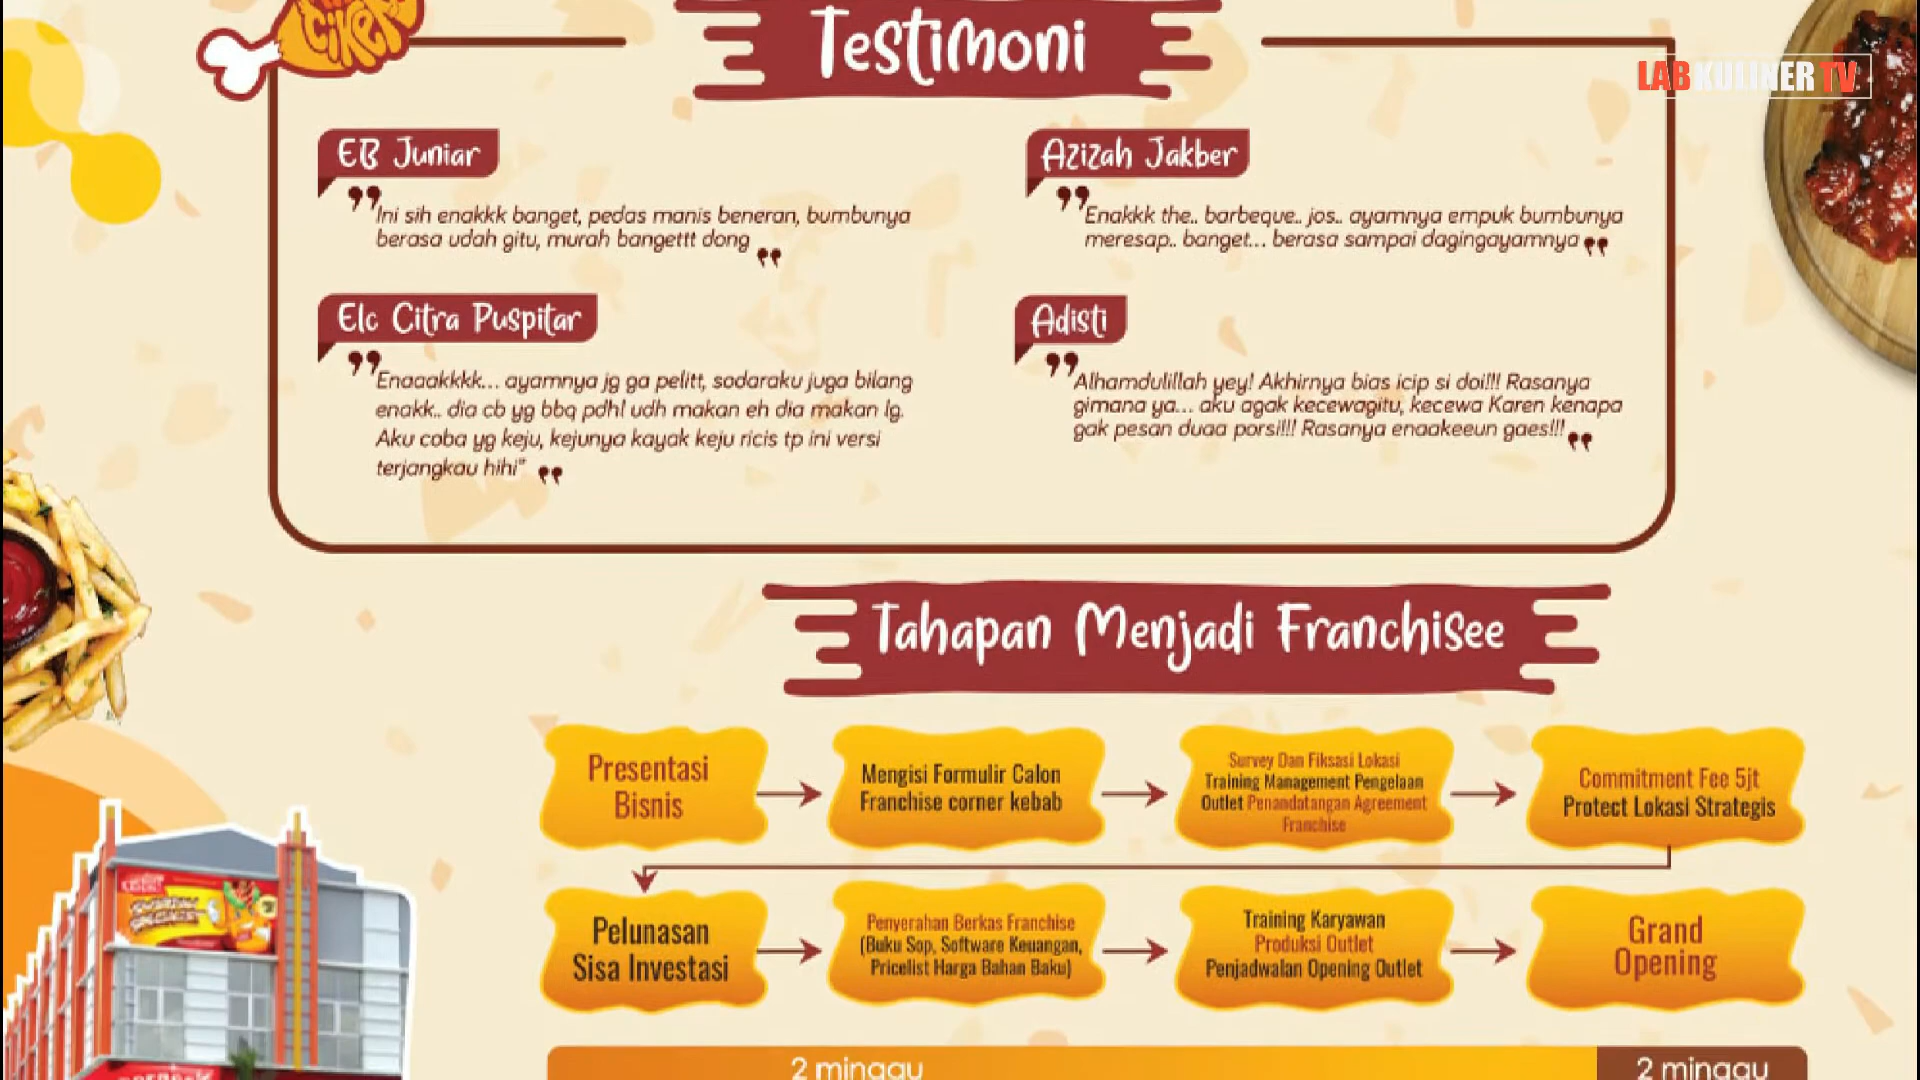 Ciker
Testimoni
LABKULINER TV
EB Juniar
Ini sih enakkk banget, pedas manis beneran, bumbunya
berasa udah gitu, murah bangettt dong
Azizah Jakber
Enakkk the.. barbeque.. jos.. ayamnya empuk bumbunya
meresap.. banget... berasa sampai dagingayamnya
Elc Citra Puspitar
Enaaakkkk... ayamnya jg ga pelitt, sodaraku juga bilang
enakk.. dia cb yg bbq pdhl udh makan eh dia makan lg.
Aku coba yg keju, kejunya kayak keju ricis tp ini versi
terjangkau hihi"
Adisti
Alhamdulillah yey! Akhirnya bias icip si doi!!! Rasanya
gimana ya... aku agak kecewagitu, kecewa Karen kenapa
gak pesan duaa porsi!!! Rasanya enaakeeun gaes!!!
Tahapan Menjadi Franchisee
Presentasi
Bisnis
Mengisi Formulir Calon
Franchise corner kebab
Survey Dan Fiksasi Lokasi
Training Management Pengelaan
Outlet Penandatangan Agreement
Franchise
Commitment Fee 5jt
Protect Lokasi Strategis
Pelunasan
Sisa Investasi
Penyerahan Berkas Franchise
(Buku Sop, Software Keuangan,
Pricelist Harga Bahan Baku)
Training Karyawan
Produksi Outlet
Penjadwalan Opening Outlet
Grand
Opening
2 minggu
2 minggu